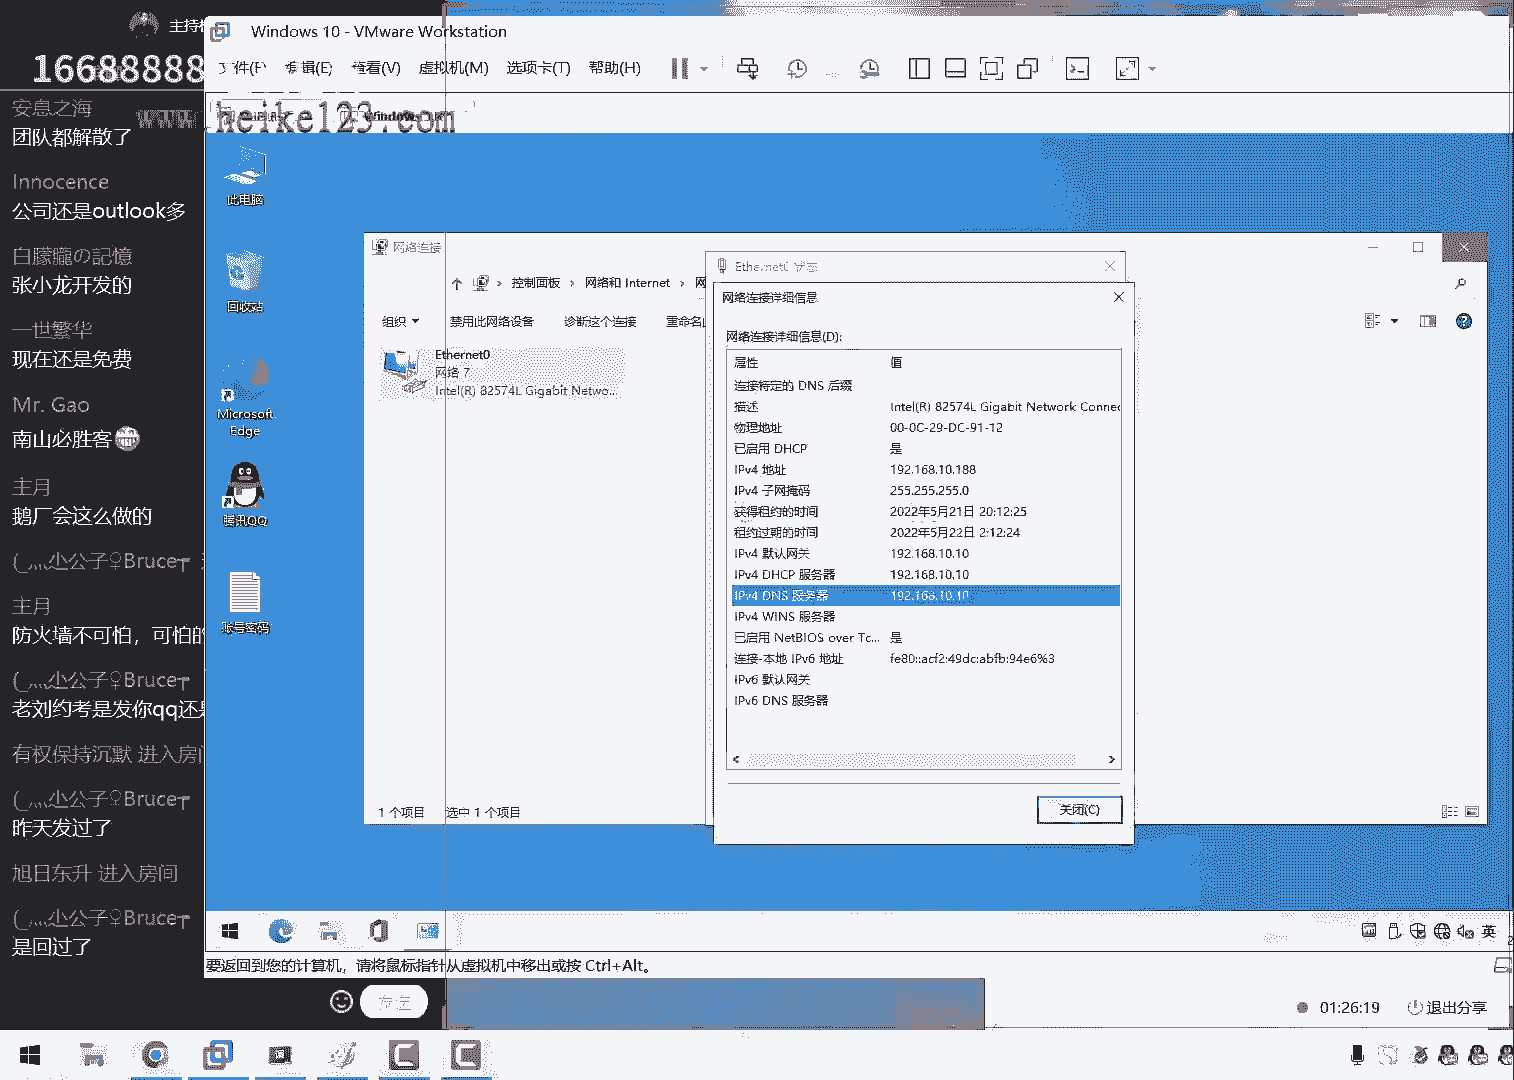 主持
16688888
安息之海
团队都解散了
Innocence
公司还是outlook多
白朦朧の記憶
张小龙开发的
一世繁华
现在还是免费
Mr. Gao
南山必胜客
主月
鹅厂会这么做的
小公子♀Bruce
主月
防火墙不可怕，可怕的
小公子♀Bruce
老刘约考是发你qq还是
有权保持沉默 进入房间
小公子♀Bruce
昨天发过了
旭日东升 进入房间
小公子♀Bruce
是回过了
发送
Windows 10 - VMware Workstation
文件(F) 编辑(E) 查看(V) 虚拟机(M) 选项卡(T) 帮助(H)
www.heike123.com
此电脑
回收站
Microsoft Edge
腾讯QQ
账号密码
网络连接
控制面板 › 网络和 Internet › 网
组织 禁用此网络设备 诊断这个连接 重命名
Ethernet0
网络 7
Intel(R) 82574L Gigabit Netwo...
1 个项目 选中 1 个项目
Ethernet0 状态
网络连接详细信息
网络连接详细信息(D):
属性 值
连接特定的 DNS 后缀
描述 Intel(R) 82574L Gigabit Network Connec
物理地址 00-0C-29-DC-91-12
已启用 DHCP 是
IPv4 地址 192.168.10.188
IPv4 子网掩码 255.255.255.0
获得租约的时间 2022年5月21日 20:12:25
租约过期的时间 2022年5月22日 2:12:24
IPv4 默认网关 192.168.10.10
IPv4 DHCP 服务器 192.168.10.10
IPv4 DNS 服务器 192.168.10.10
IPv4 WINS 服务器
已启用 NetBIOS over Tc... 是
连接-本地 IPv6 地址 fe80::acf2:49dc:abfb:94e6%3
IPv6 默认网关
IPv6 DNS 服务器
关闭(C)
英
要返回到您的计算机，请将鼠标指针从虚拟机中移出或按 Ctrl+Alt。
01:26:19 退出分享